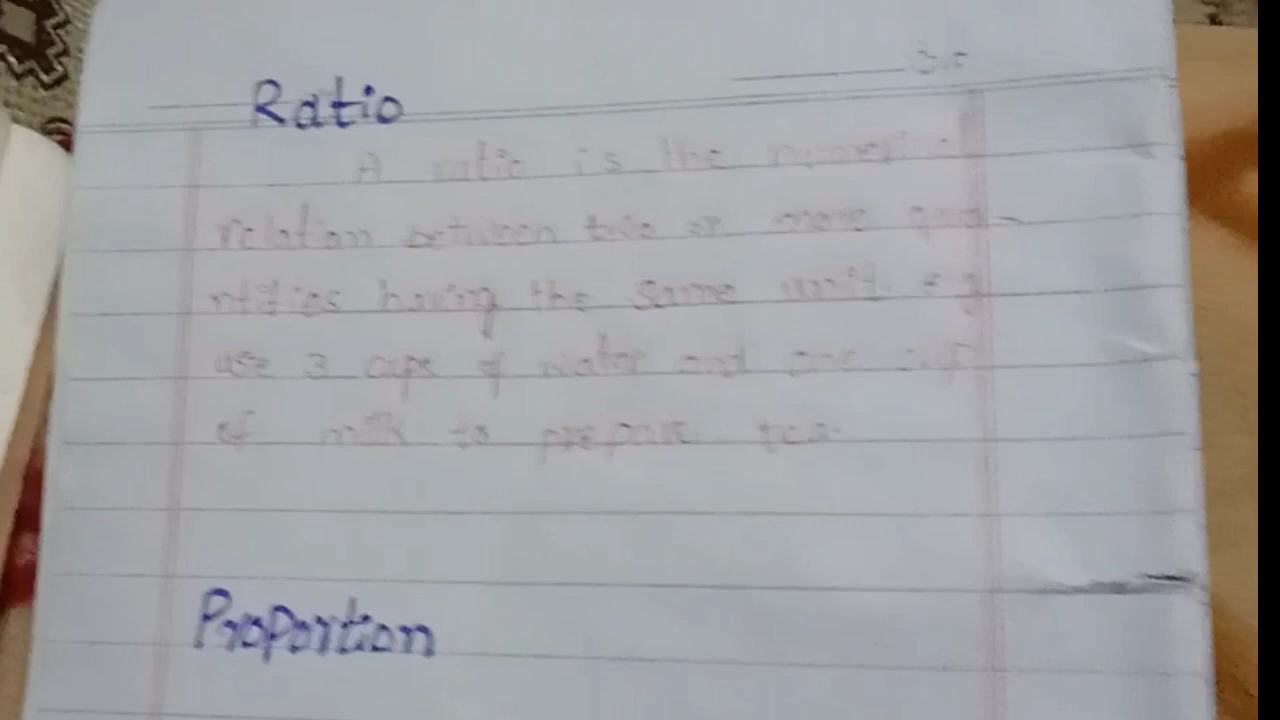 Ratio
A ratio is the
relation between two or more qua-
ntities having the same unit. e.g
use 3 cups of water and one cup
of milk to prepare tea.
Proportion